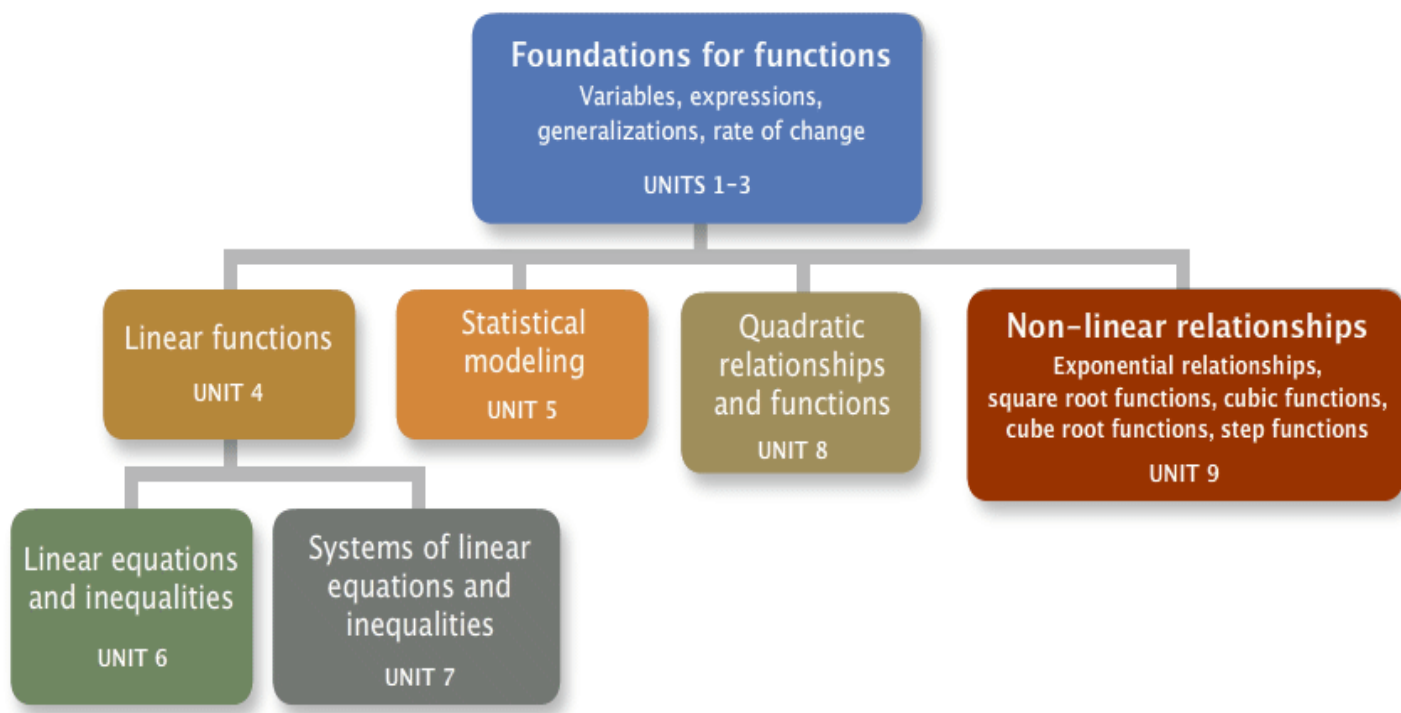 Foundations for functions
Variables, expressions,
generalizations, rate of change
UNITS 1–3
Linear functions
UNIT 4
Statistical
modeling
UNIT 5
Quadratic
relationships
and functions
UNIT 8
Non-linear relationships
Exponential relationships,
square root functions, cubic functions,
cube root functions, step functions
UNIT 9
Linear equations
and inequalities
UNIT 6
Systems of linear
equations and
inequalities
UNIT 7